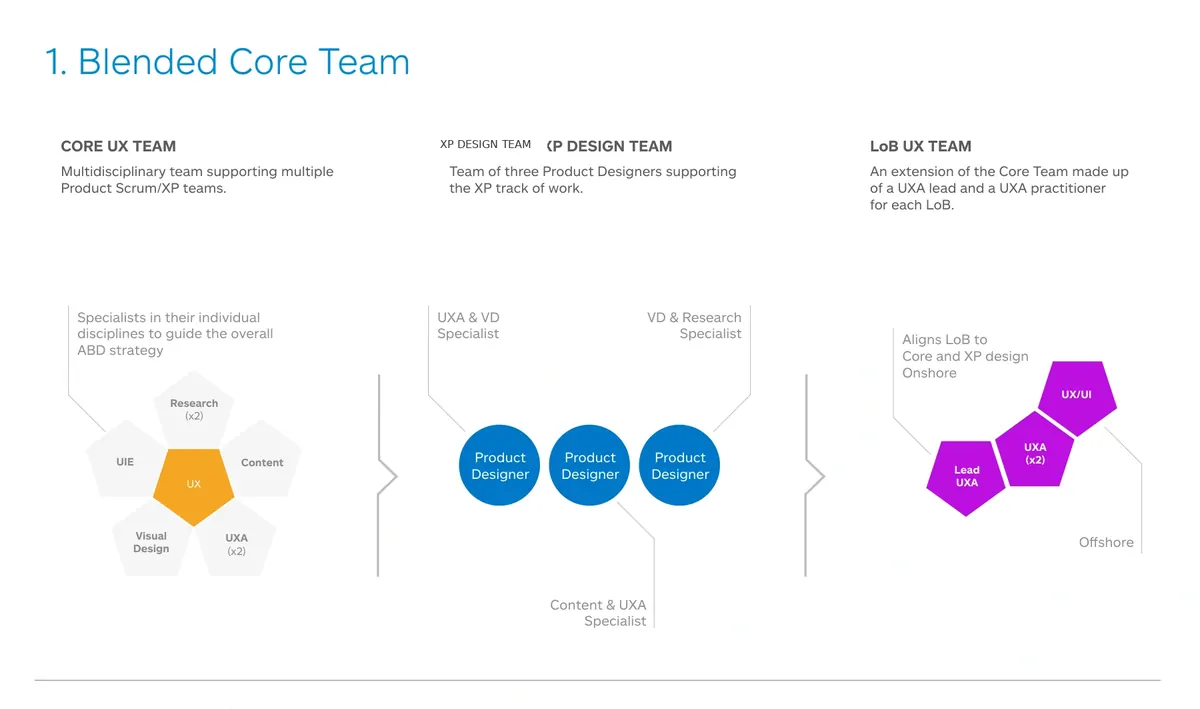 1. Blended Core Team
CORE UX TEAM
Multidisciplinary team supporting multiple
Product Scrum/XP teams.
XP DESIGN TEAM
XP DESIGN TEAM
Team of three Product Designers supporting
the XP track of work.
LoB UX TEAM
An extension of the Core Team made up
of a UXA lead and a UXA practitioner
for each LoB.
Specialists in their individual
disciplines to guide the overall
ABD strategy
Research
(x2)
UIE
Content
UX
Visual
Design
UXA
(x2)
UXA & VD
Specialist
VD & Research
Specialist
Product
Designer
Product
Designer
Product
Designer
Content & UXA
Specialist
Aligns LoB to
Core and XP design
Onshore
UX/UI
UXA
(x2)
Lead
UXA
Offshore